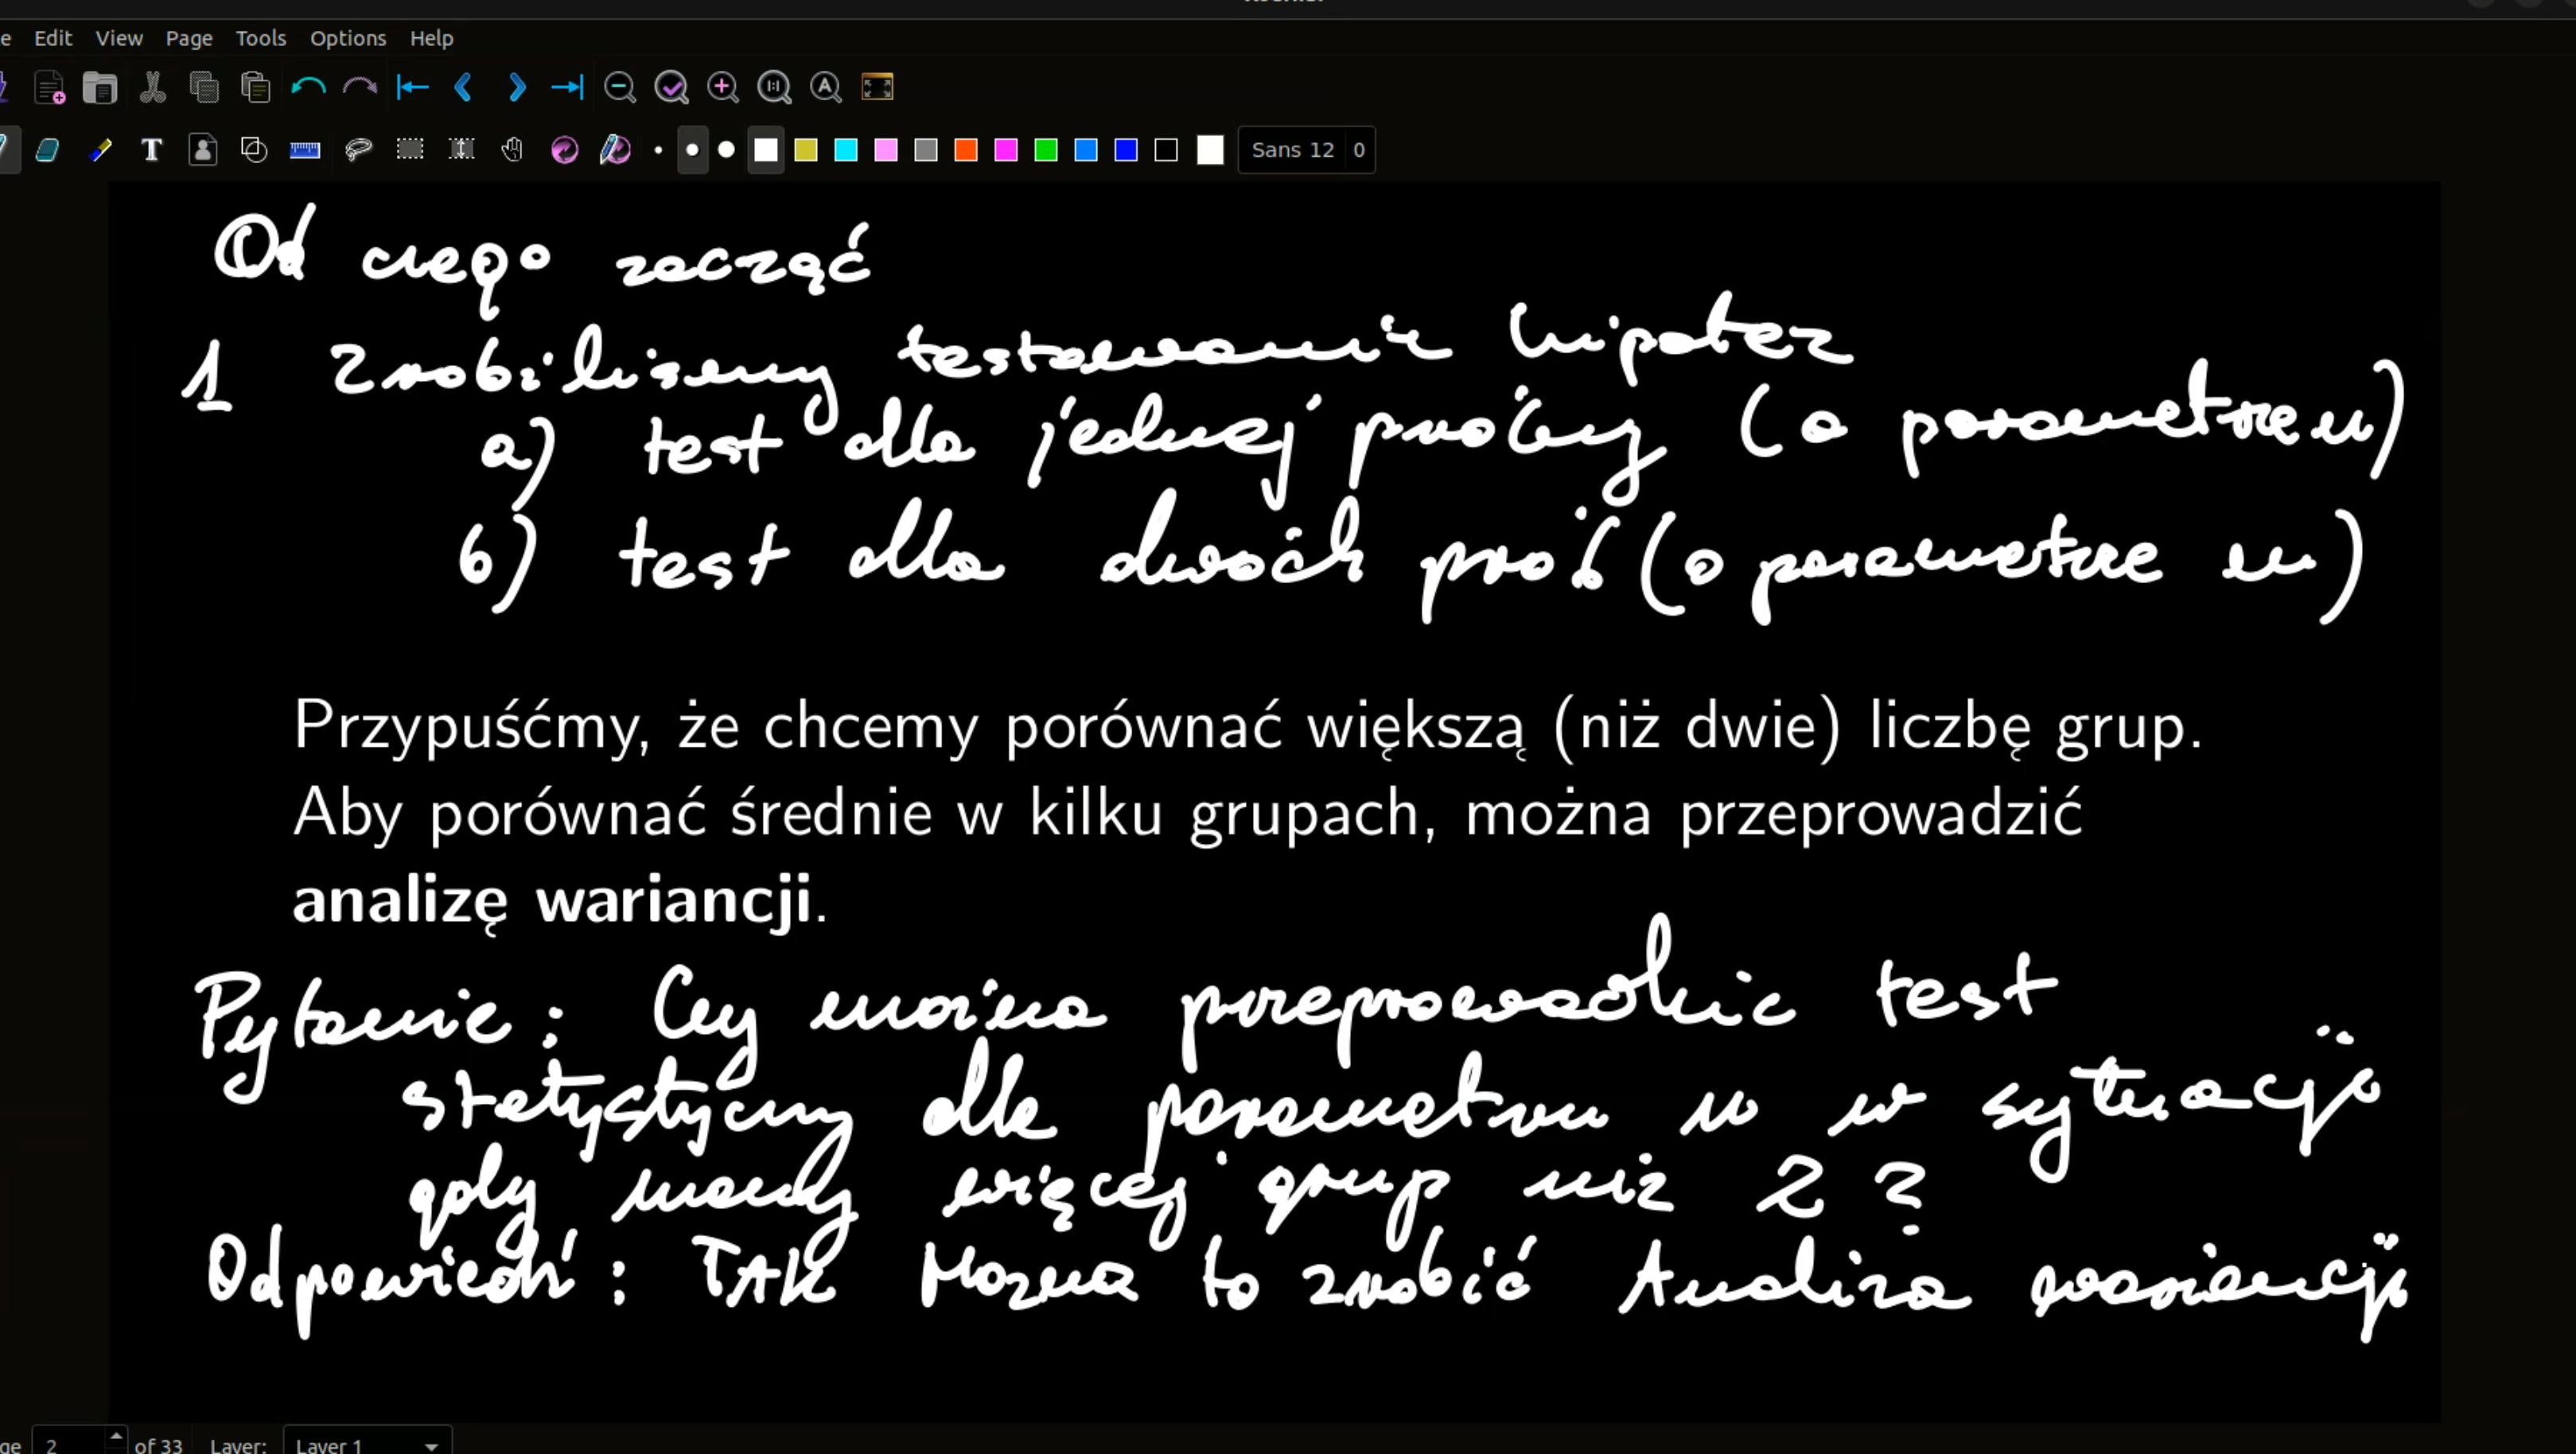 e Edit View Page Tools Options Help
Sans 12 0
Od czego zacząć
1 Zrobiliśmy testowanie hipotez
a) test dla jednej próby (o parametrze m)
b) test dla dwóch prób (o parametrze m)
Przypuśćmy, że chcemy porównać większą (niż dwie) liczbę grup.
Aby porównać średnie w kilku grupach, można przeprowadzić
analizę wariancji.
Pytanie: Czy można przeprowadzić test
statystyczny dla parametru m w sytuacji
gdy mamy więcej grup niż 2?
Odpowiedź: TAK Można to zrobić Analiza wariancji
ge 2 of 33 Layer: Layer 1